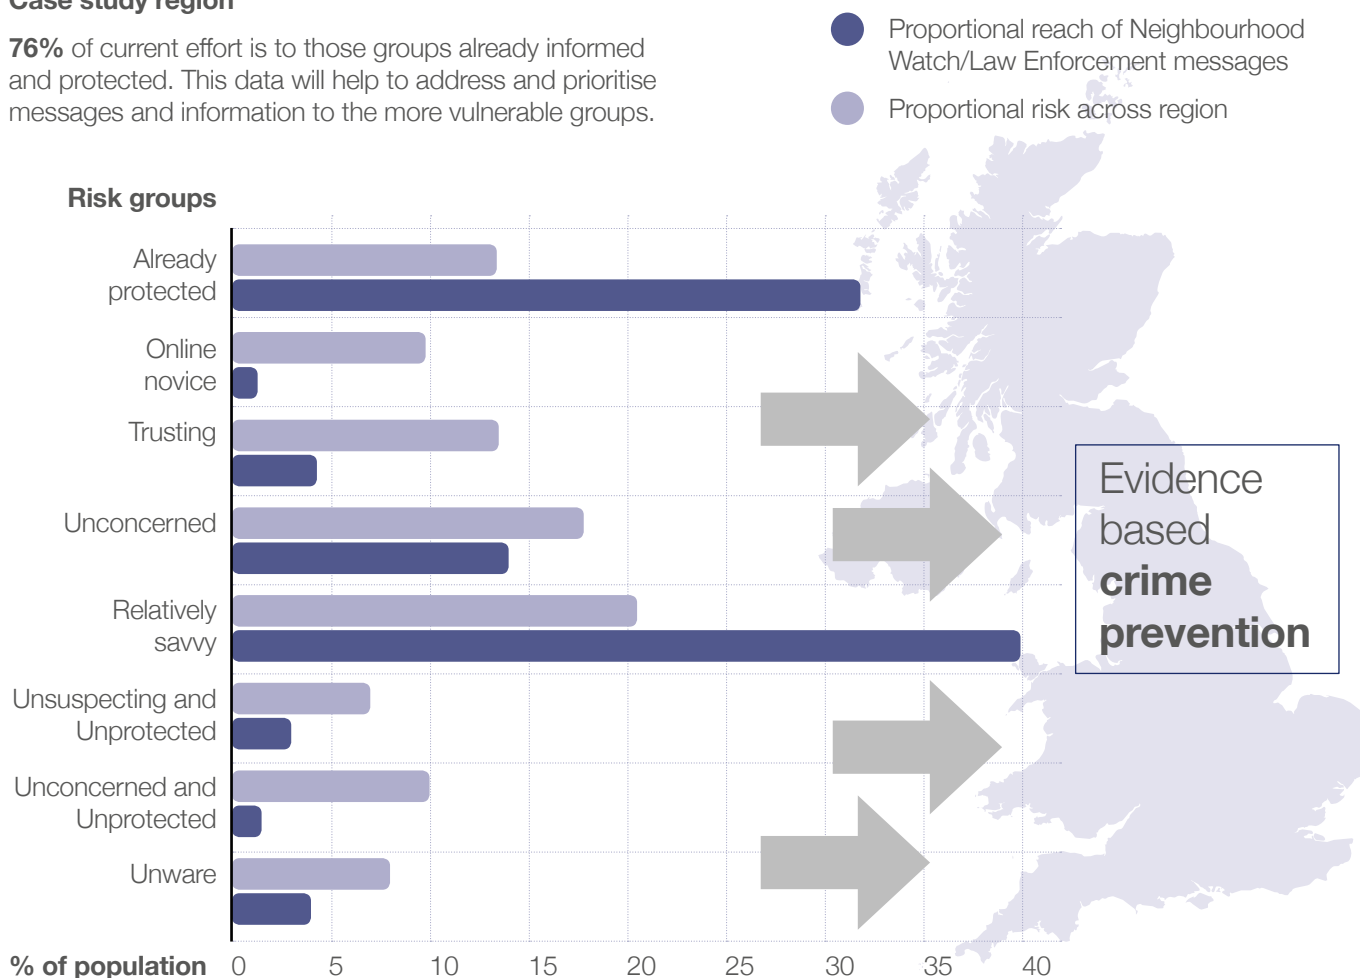 Case study region
76% of current effort is to those groups already informed
and protected. This data will help to address and prioritise
messages and information to the more vulnerable groups.
Proportional reach of Neighbourhood
Watch/Law Enforcement messages
Proportional risk across region
Risk groups
Already
protected
Online
novice
Trusting
Unconcerned
Relatively
savvy
Unsuspecting and
Unprotected
Unconcerned and
Unprotected
Unware
% of population 0 5 10 15 20 25 30 35 40
Evidence
based
crime
prevention